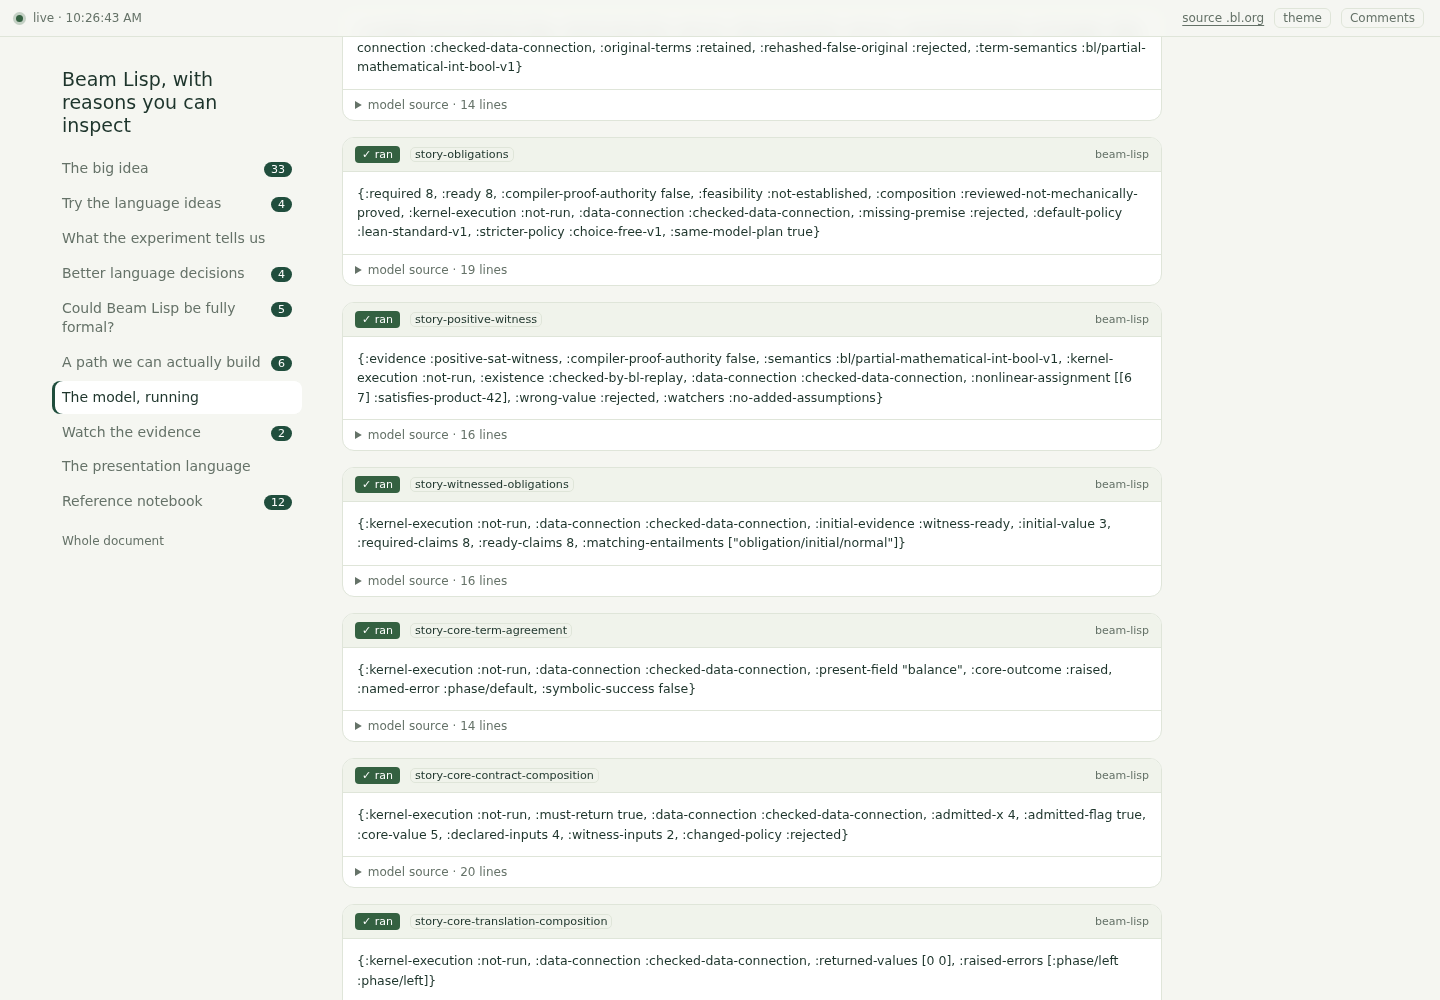 live · 10:26:43 AM
source .bl.org
theme
Comments
Beam Lisp, with
reasons you can
inspect
The big idea 33
Try the language ideas 4
What the experiment tells us
Better language decisions 4
Could Beam Lisp be fully 5
formal?
A path we can actually build 6
The model, running
Watch the evidence 2
The presentation language
Reference notebook 12
Whole document
connection :checked-data-connection, :original-terms :retained, :rehashed-false-original :rejected, :term-semantics :bl/partial-
mathematical-int-bool-v1}
▶ model source · 14 lines
✓ ran story-obligations beam-lisp
{:required 8, :ready 8, :compiler-proof-authority false, :feasibility :not-established, :composition :reviewed-not-mechanically-
proved, :kernel-execution :not-run, :data-connection :checked-data-connection, :missing-premise :rejected, :default-policy
:lean-standard-v1, :stricter-policy :choice-free-v1, :same-model-plan true}
▶ model source · 19 lines
✓ ran story-positive-witness beam-lisp
{:evidence :positive-sat-witness, :compiler-proof-authority false, :semantics :bl/partial-mathematical-int-bool-v1, :kernel-
execution :not-run, :existence :checked-by-bl-replay, :data-connection :checked-data-connection, :nonlinear-assignment [[6
7] :satisfies-product-42], :wrong-value :rejected, :watchers :no-added-assumptions}
▶ model source · 16 lines
✓ ran story-witnessed-obligations beam-lisp
{:kernel-execution :not-run, :data-connection :checked-data-connection, :initial-evidence :witness-ready, :initial-value 3,
:required-claims 8, :ready-claims 8, :matching-entailments ["obligation/initial/normal"]}
▶ model source · 16 lines
✓ ran story-core-term-agreement beam-lisp
{:kernel-execution :not-run, :data-connection :checked-data-connection, :present-field "balance", :core-outcome :raised,
:named-error :phase/default, :symbolic-success false}
▶ model source · 14 lines
✓ ran story-core-contract-composition beam-lisp
{:kernel-execution :not-run, :must-return true, :data-connection :checked-data-connection, :admitted-x 4, :admitted-flag true,
:core-value 5, :declared-inputs 4, :witness-inputs 2, :changed-policy :rejected}
▶ model source · 20 lines
✓ ran story-core-translation-composition beam-lisp
{:kernel-execution :not-run, :data-connection :checked-data-connection, :returned-values [0 0], :raised-errors [:phase/left
:phase/left]}